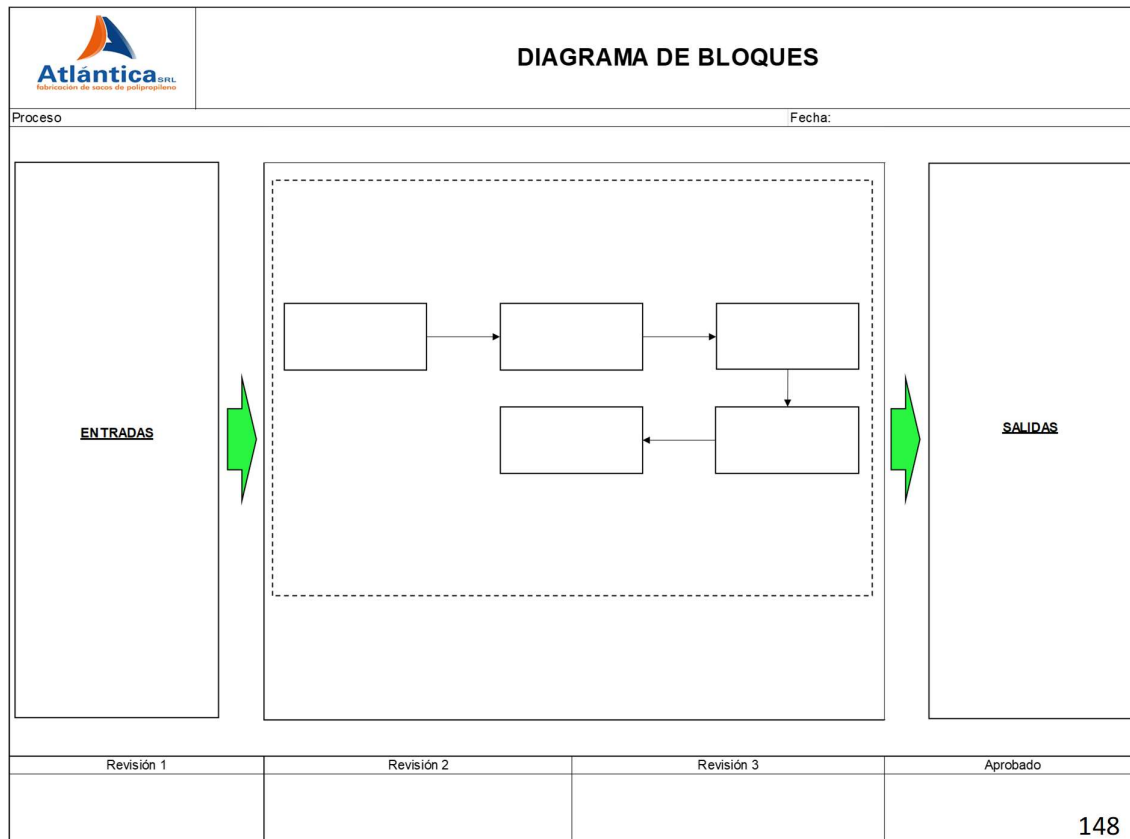 Atlántica SRL
fabricación de sacos de polipropileno
DIAGRAMA DE BLOQUES
Proceso
Fecha:
ENTRADAS
SALIDAS
Revisión 1
Revisión 2
Revisión 3
Aprobado
148